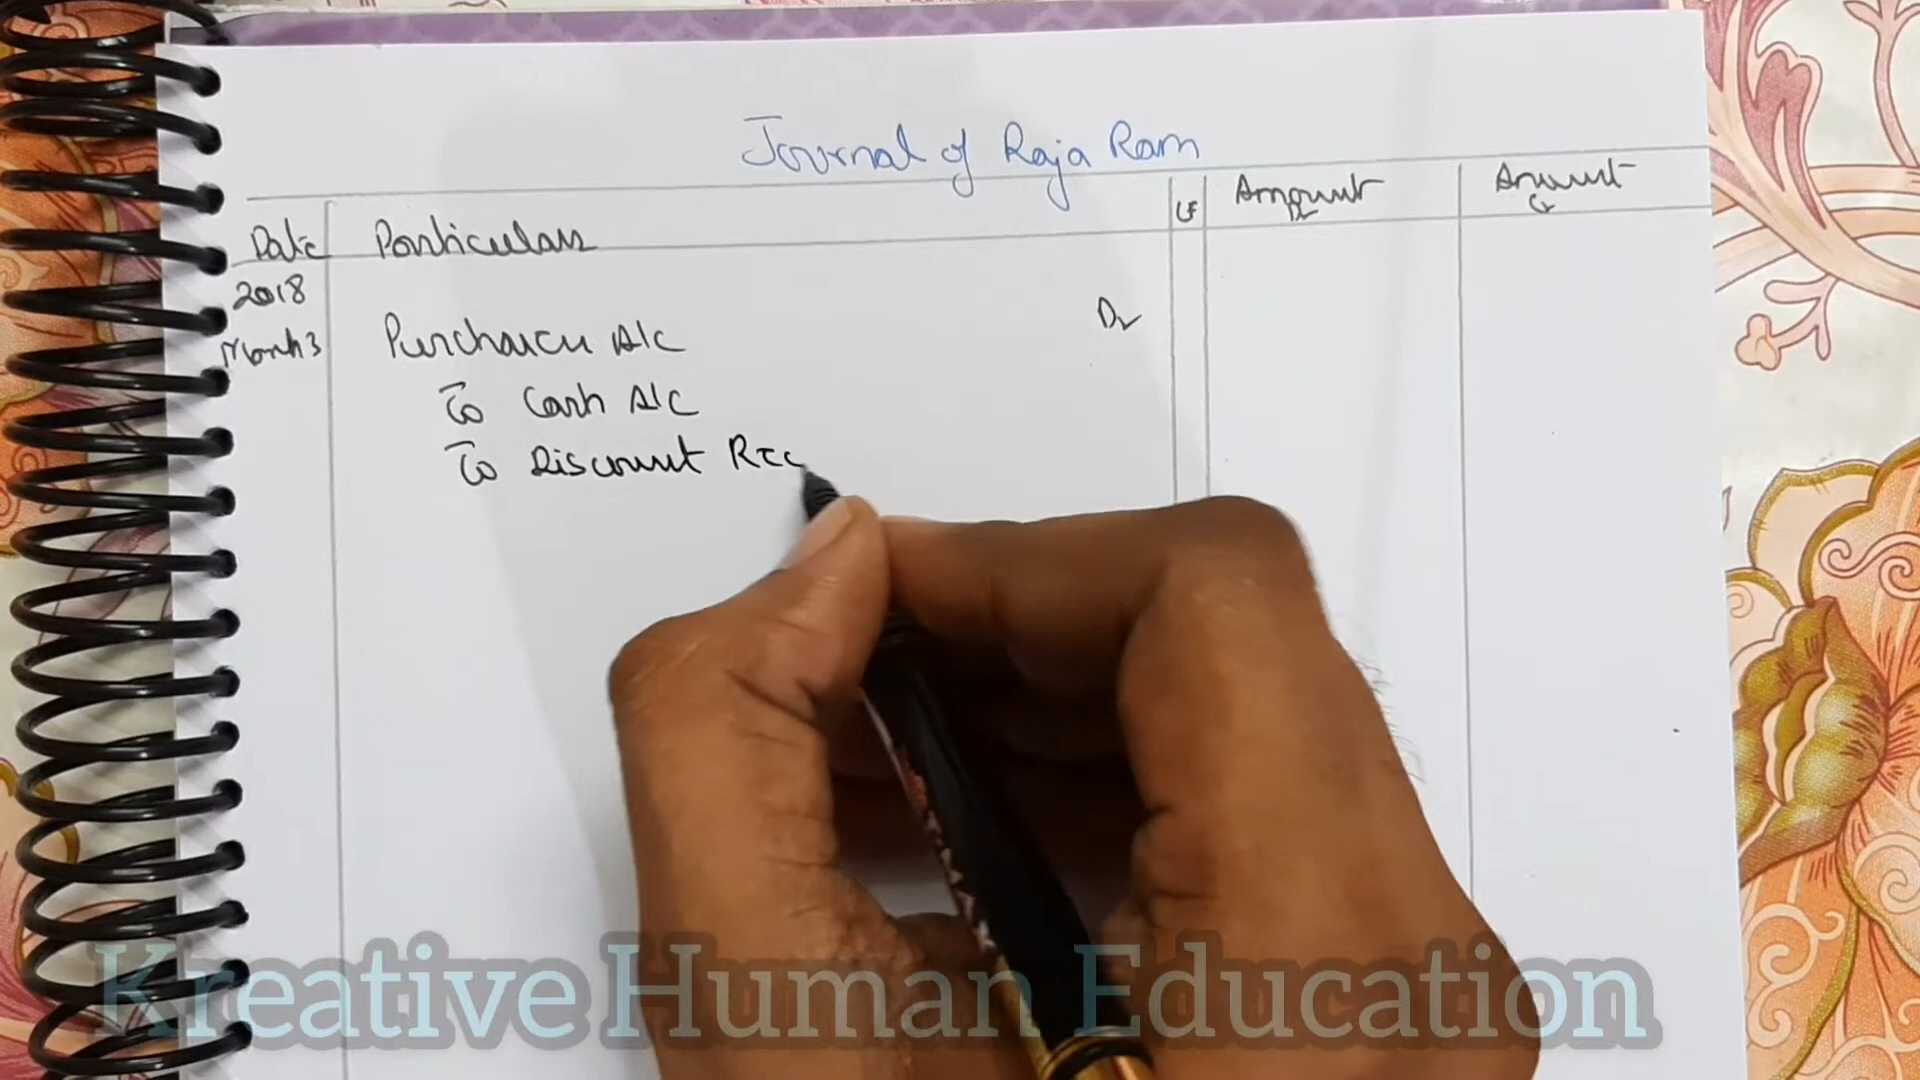 Journal of Raja Ram
Date Particulars LF Amount Dr Amount Cr
2018
March 3 Purchases A/c Dr
To Cash A/c
To Discount Rec
Kreative Human Education